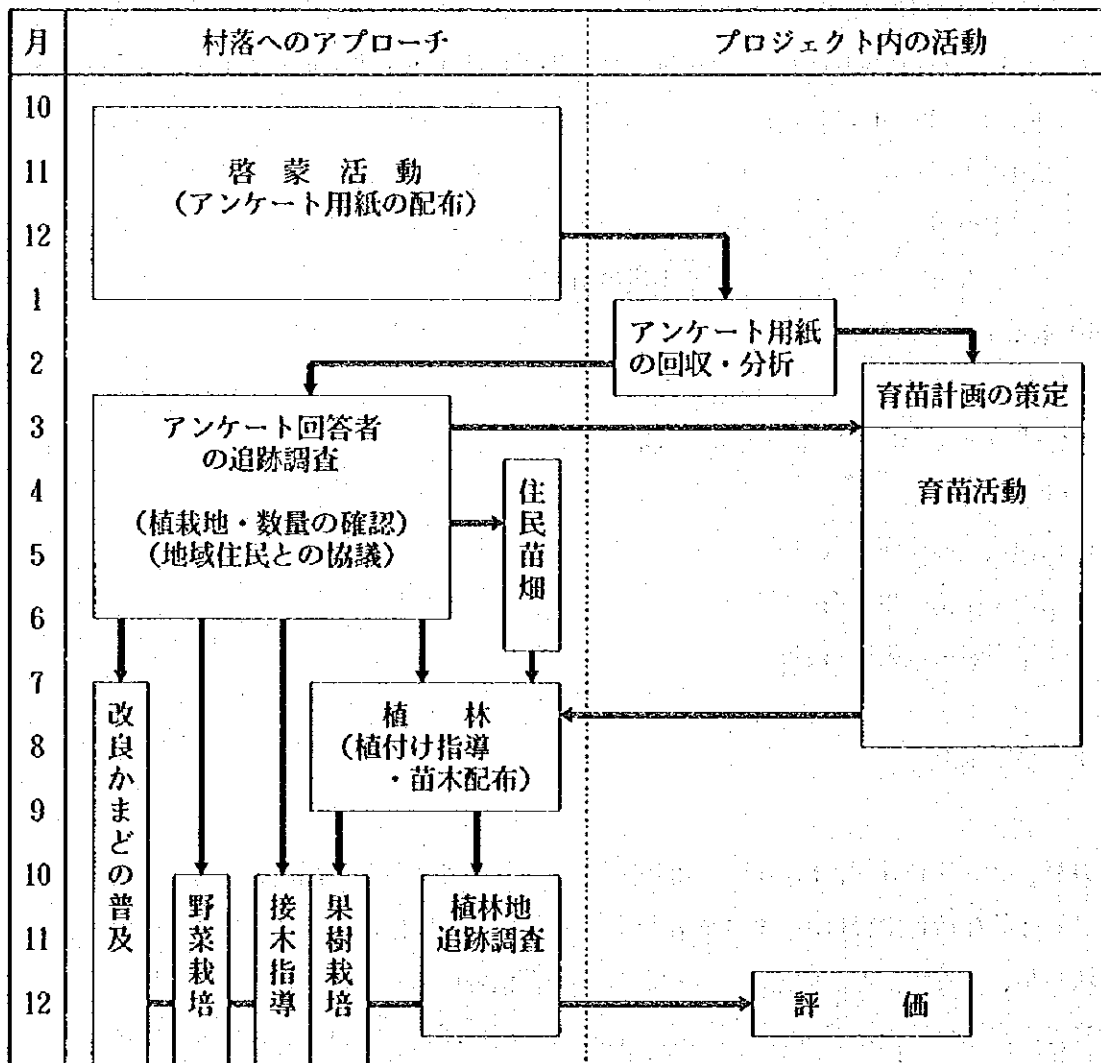 月
村落へのアプローチ
プロジェクト内の活動
10
11
12
1
2
3
4
5
6
7
8
9
10
11
12
啓蒙活動
(アンケート用紙の配布)
アンケート用紙
の回収・分析
育苗計画の策定
育苗活動
アンケート回答者
の追跡調査
(植栽地・数量の確認)
(地域住民との協議)
住民苗畑
植林
(植付け指導
・苗木配布)
改良かまどの普及
野菜栽培
接木指導
果樹栽培
植林地
追跡調査
評価